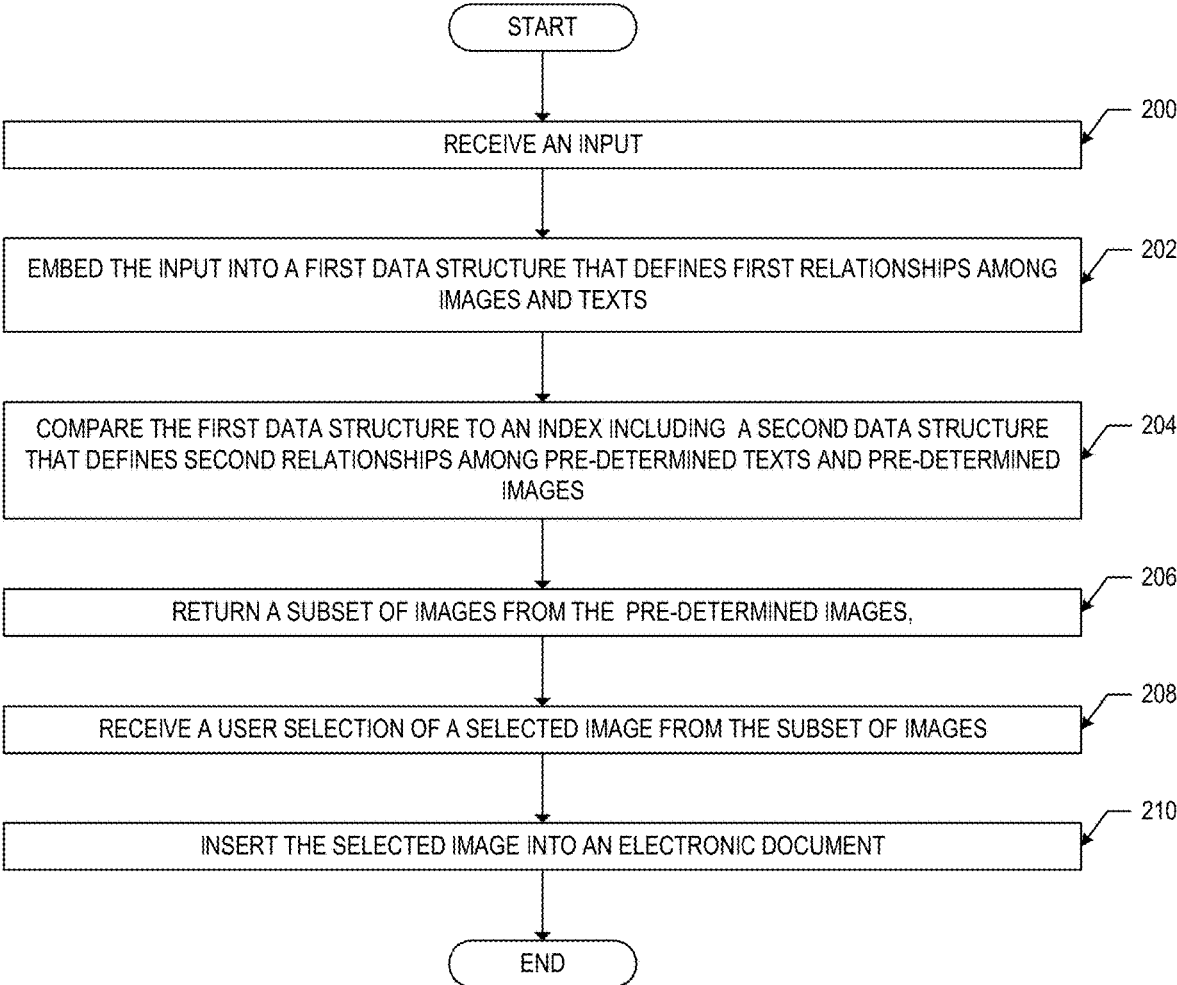 START
200
RECEIVE AN INPUT
202
EMBED THE INPUT INTO A FIRST DATA STRUCTURE THAT DEFINES FIRST RELATIONSHIPS AMONG
IMAGES AND TEXTS
204
COMPARE THE FIRST DATA STRUCTURE TO AN INDEX INCLUDING A SECOND DATA STRUCTURE
THAT DEFINES SECOND RELATIONSHIPS AMONG PRE-DETERMINED TEXTS AND PRE-DETERMINED
IMAGES
206
RETURN A SUBSET OF IMAGES FROM THE PRE-DETERMINED IMAGES,
208
RECEIVE A USER SELECTION OF A SELECTED IMAGE FROM THE SUBSET OF IMAGES
210
INSERT THE SELECTED IMAGE INTO AN ELECTRONIC DOCUMENT
END